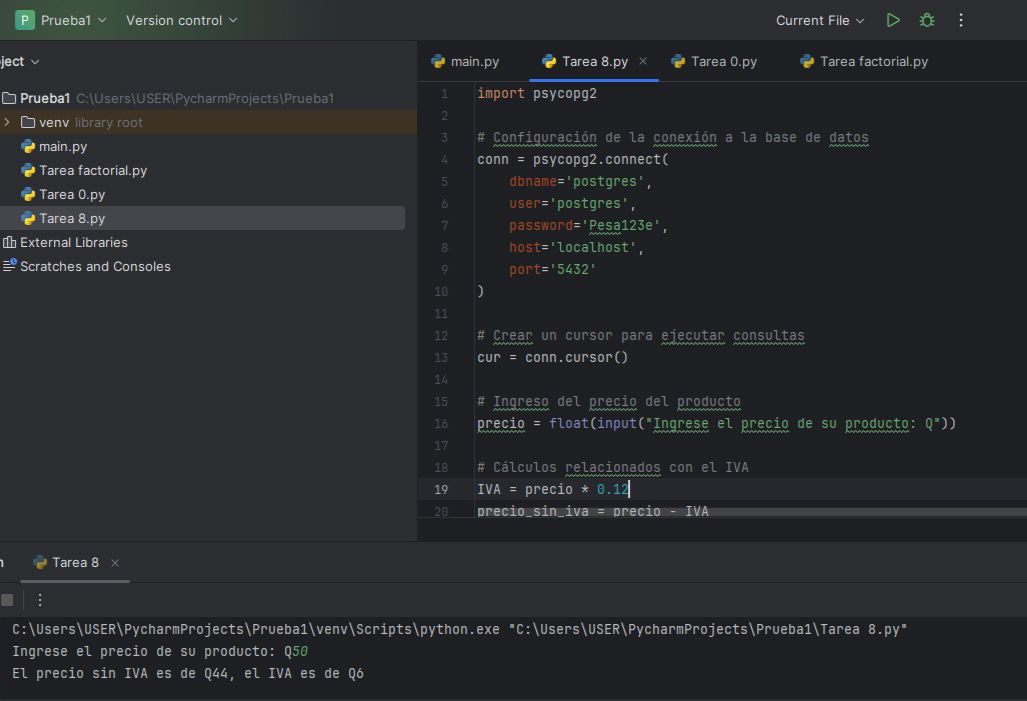 P Prueba1 Version control Current File
ject
main.py Tarea 8.py Tarea 0.py Tarea factorial.py
Prueba1 C:\Users\USER\PycharmProjects\Prueba1
venv library root
main.py
Tarea factorial.py
Tarea 0.py
Tarea 8.py
External Libraries
Scratches and Consoles
1 import psycopg2
2
3 # Configuración de la conexión a la base de datos
4 conn = psycopg2.connect(
5 dbname='postgres',
6 user='postgres',
7 password='Pesa123e',
8 host='localhost',
9 port='5432'
10 )
11
12 # Crear un cursor para ejecutar consultas
13 cur = conn.cursor()
14
15 # Ingreso del precio del producto
16 precio = float(input("Ingrese el precio de su producto: Q"))
17
18 # Cálculos relacionados con el IVA
19 IVA = precio * 0.12
20 precio_sin_iva = precio - IVA
n Tarea 8
C:\Users\USER\PycharmProjects\Prueba1\venv\Scripts\python.exe "C:\Users\USER\PycharmProjects\Prueba1\Tarea 8.py"
Ingrese el precio de su producto: Q50
El precio sin IVA es de Q44, el IVA es de Q6